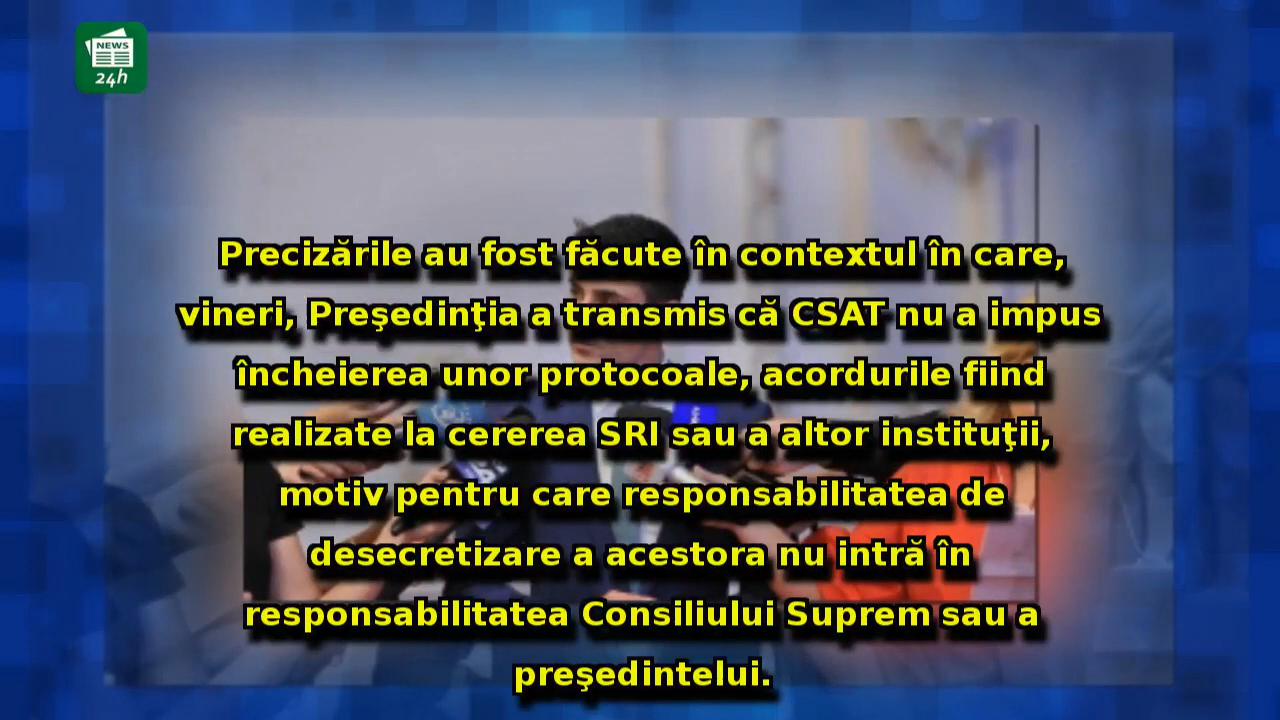 NEWS
24h
Precizările au fost făcute în contextul în care,
vineri, Preşedinţia a transmis că CSAT nu a impus
încheierea unor protocoale, acordurile fiind
realizate la cererea SRI sau a altor instituţii,
motiv pentru care responsabilitatea de
desecretizare a acestora nu intră în
responsabilitatea Consiliului Suprem sau a
preşedintelui.